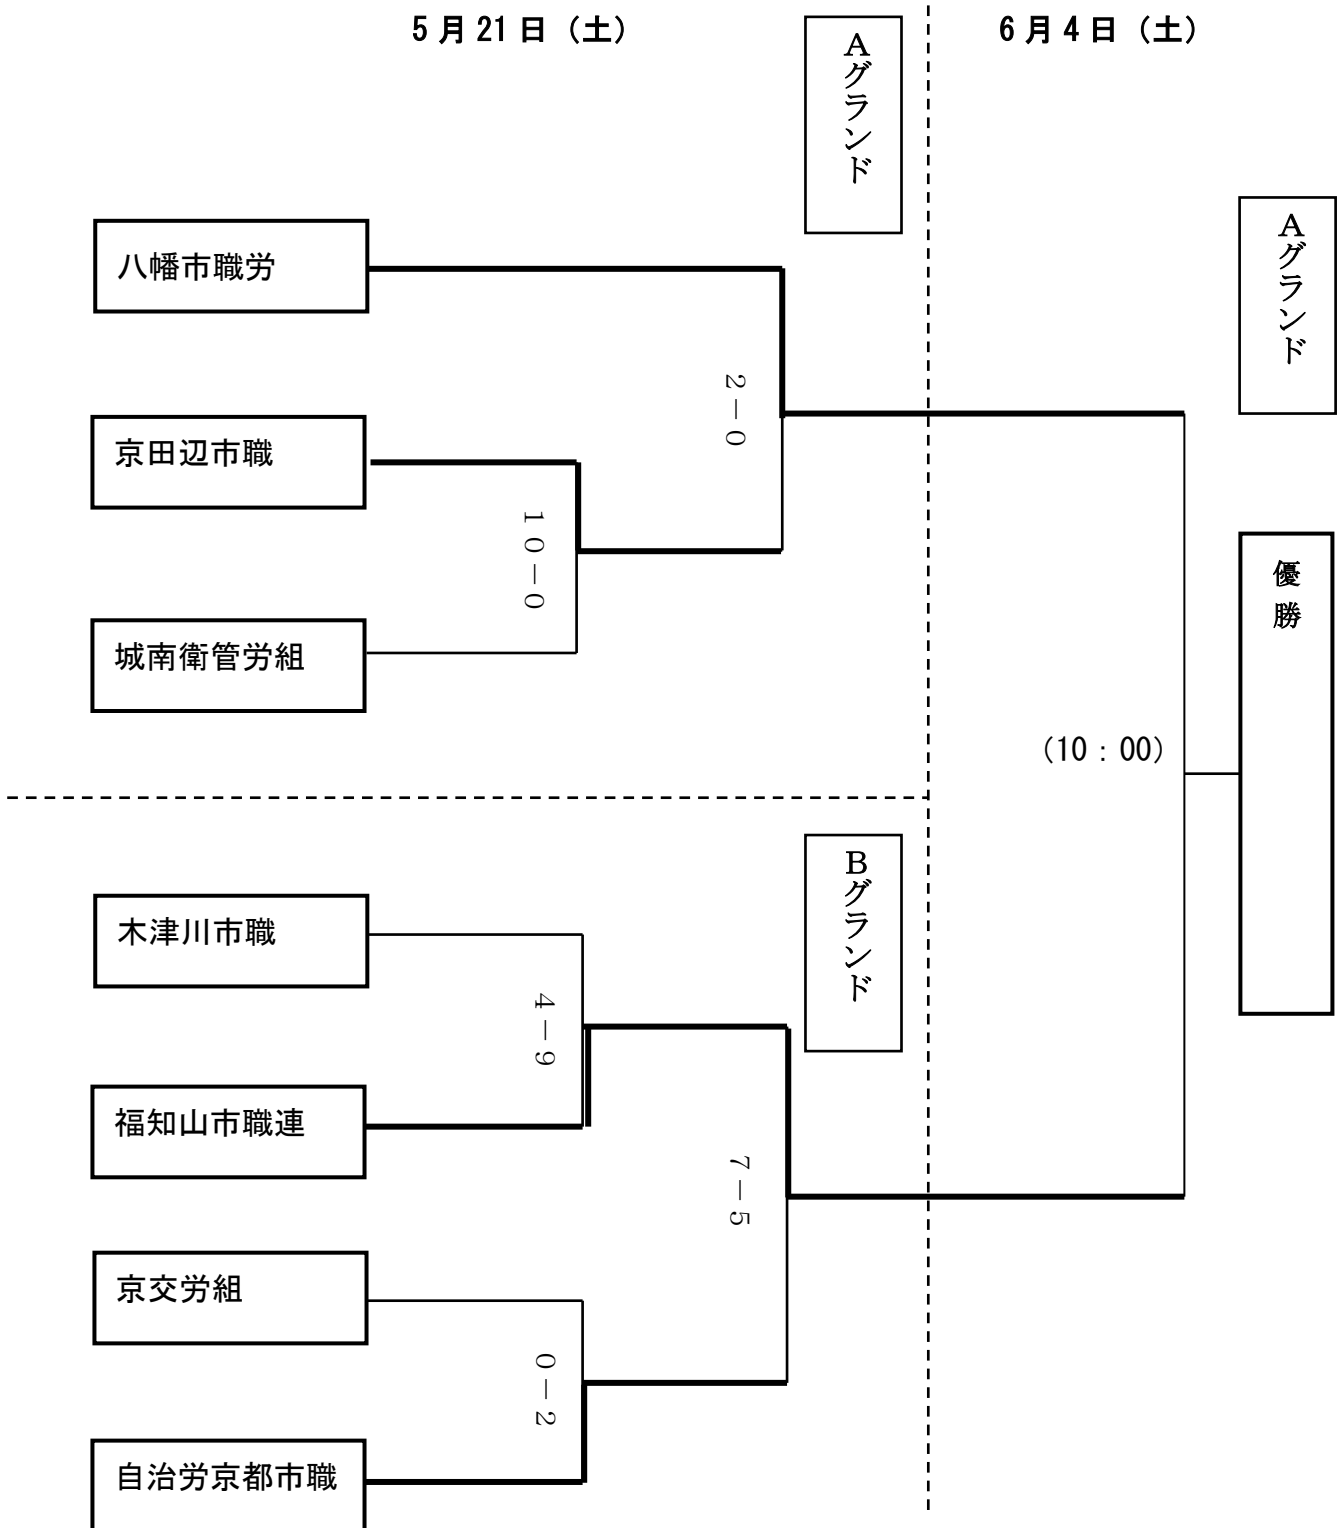 5月21日（土）
6月4日（土）
Aグランド
Aグランド
八幡市職労
2－0
京田辺市職
10－0
城南衛管労組
優勝
（10：00）
Bグランド
木津川市職
4－9
福知山市職連
7－5
京交労組
0－2
自治労京都市職